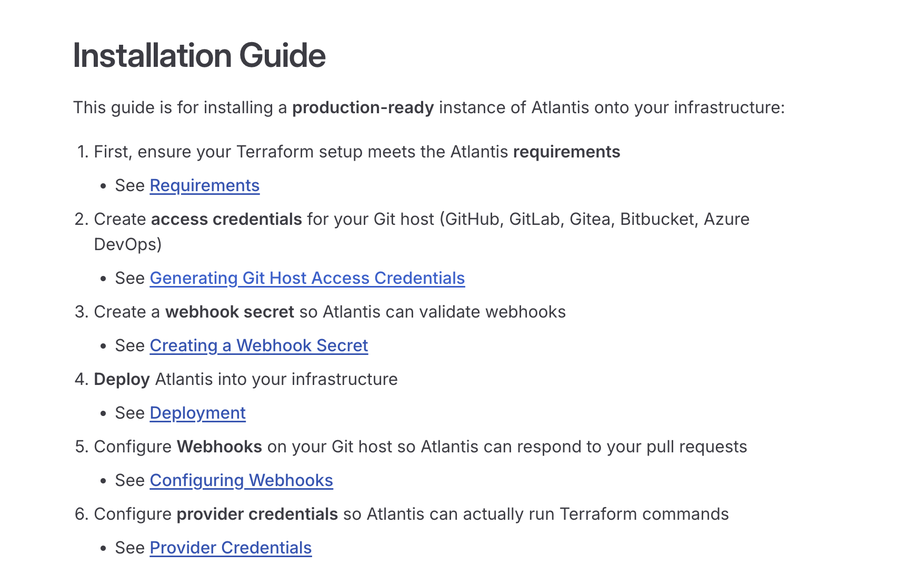 Installation Guide
This guide is for installing a production-ready instance of Atlantis onto your infrastructure:
1. First, ensure your Terraform setup meets the Atlantis requirements
• See Requirements
2. Create access credentials for your Git host (GitHub, GitLab, Gitea, Bitbucket, Azure
DevOps)
• See Generating Git Host Access Credentials
3. Create a webhook secret so Atlantis can validate webhooks
• See Creating a Webhook Secret
4. Deploy Atlantis into your infrastructure
• See Deployment
5. Configure Webhooks on your Git host so Atlantis can respond to your pull requests
• See Configuring Webhooks
6. Configure provider credentials so Atlantis can actually run Terraform commands
• See Provider Credentials